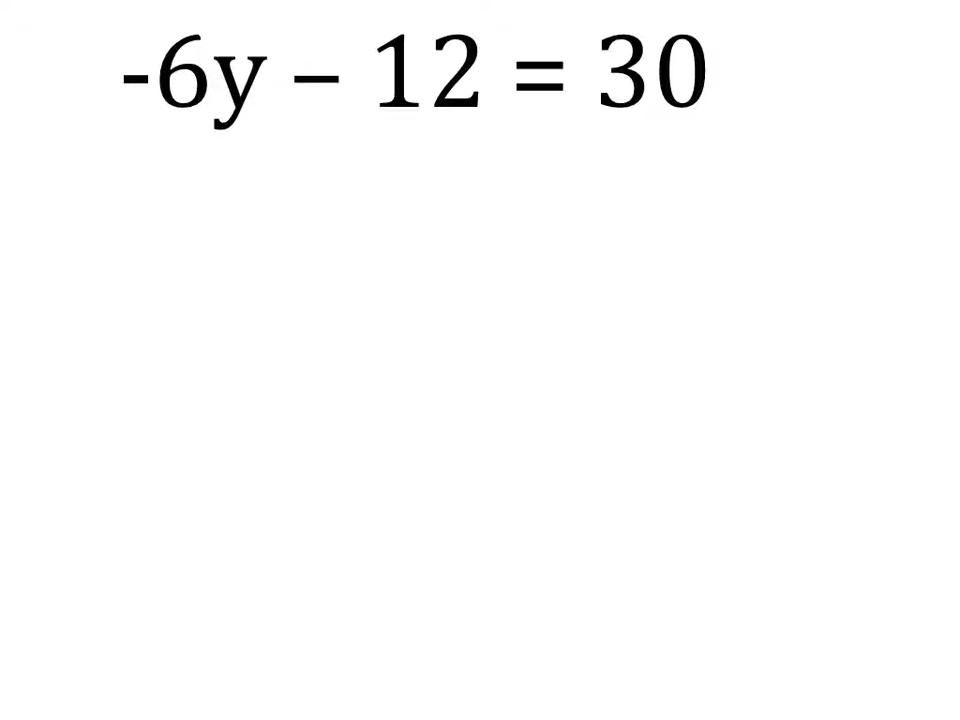 -6y – 12 = 30